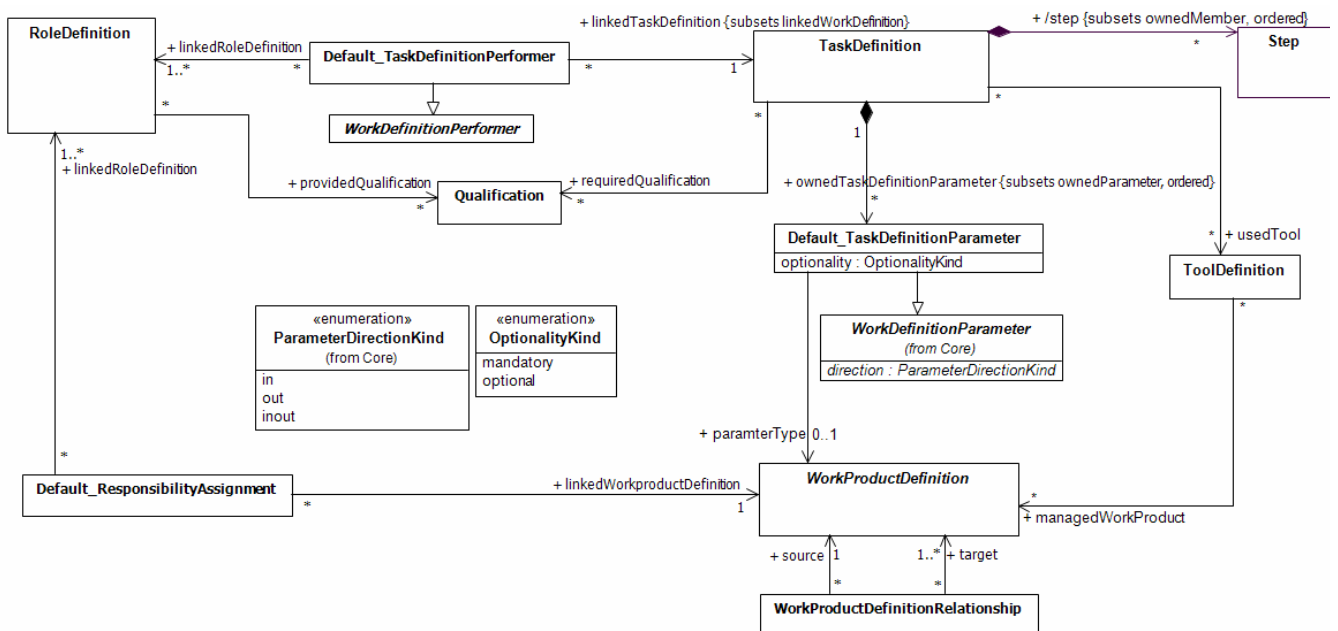 RoleDefinition
+ linkedRoleDefinition
1..*
*
Default_TaskDefinitionPerformer
*
+ linkedTaskDefinition {subsets linkedWorkDefinition}
1
TaskDefinition
+ /step {subsets ownedMember, ordered}
*
Step
WorkDefinitionPerformer
*
*
1
*
1..*
+ linkedRoleDefinition
+ providedQualification
*
Qualification
+ requiredQualification
*
+ ownedTaskDefinitionParameter {subsets ownedParameter, ordered}
*
Default_TaskDefinitionParameter
optionality : OptionalityKind
* + usedTool
ToolDefinition
*
«enumeration»
ParameterDirectionKind
(from Core)
in
out
inout
«enumeration»
OptionalityKind
mandatory
optional
WorkDefinitionParameter
(from Core)
direction : ParameterDirectionKind
+ paramterType 0..1
*
Default_ResponsibilityAssignment
*
+ linkedWorkproductDefinition
1
WorkProductDefinition
*
+ managedWorkProduct
+ source 1
1..* + target
*
*
WorkProductDefinitionRelationship